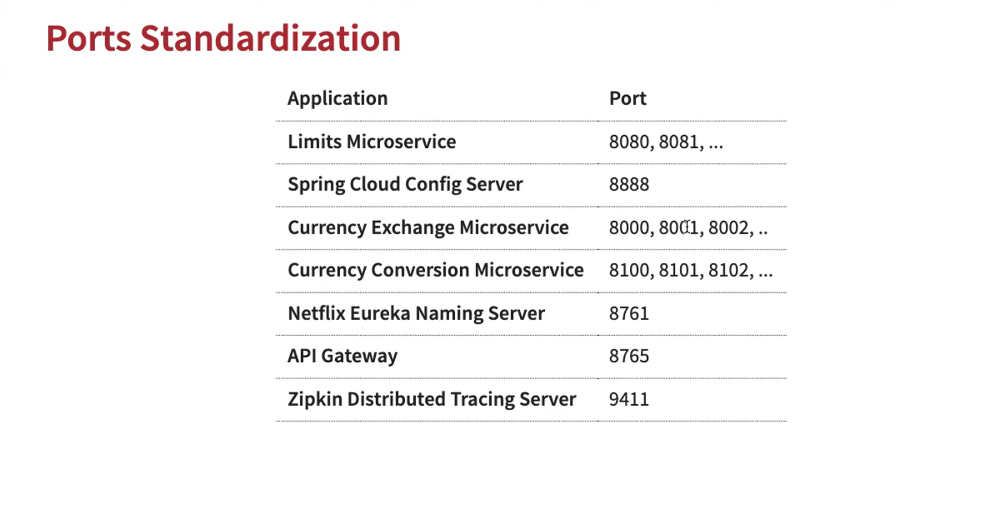 Ports Standardization
Application Port
Limits Microservice 8080, 8081, ...
Spring Cloud Config Server 8888
Currency Exchange Microservice 8000, 8001, 8002, ..
Currency Conversion Microservice 8100, 8101, 8102, ...
Netflix Eureka Naming Server 8761
API Gateway 8765
Zipkin Distributed Tracing Server 9411